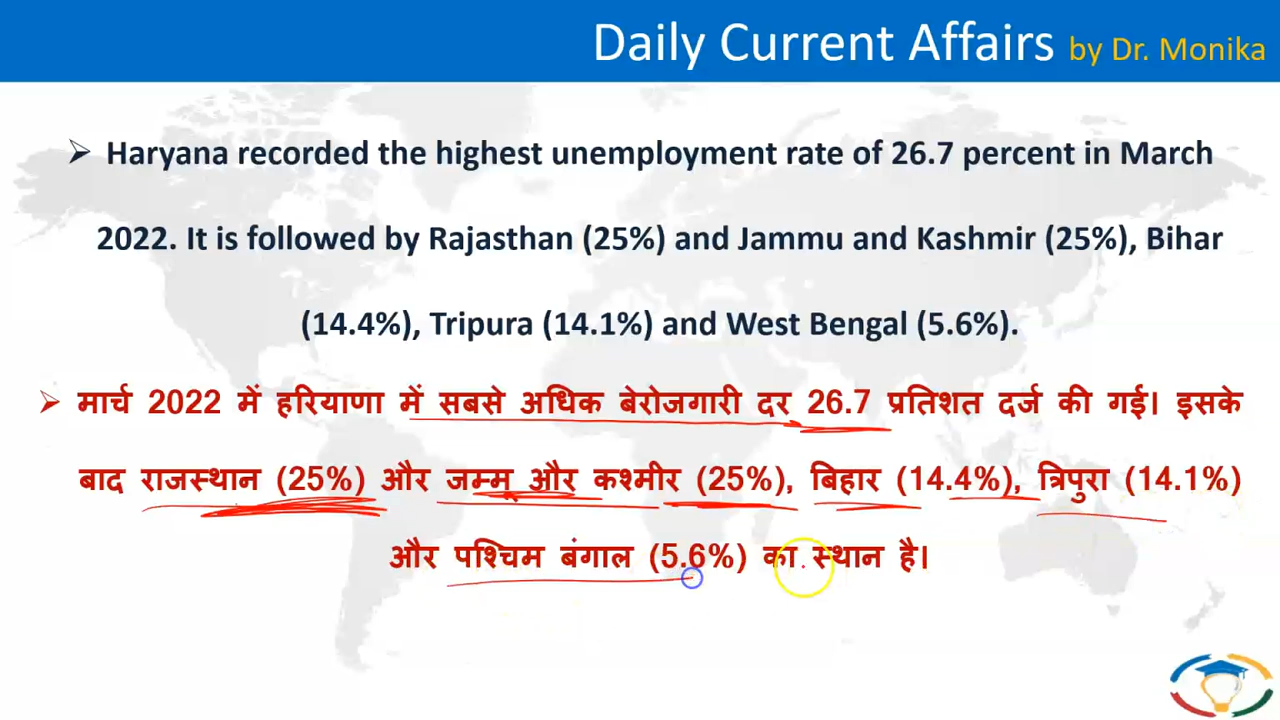 Daily Current Affairs by Dr. Monika
➢ Haryana recorded the highest unemployment rate of 26.7 percent in March
2022. It is followed by Rajasthan (25%) and Jammu and Kashmir (25%), Bihar
(14.4%), Tripura (14.1%) and West Bengal (5.6%).
➢ मार्च 2022 में हरियाणा में सबसे अधिक बेरोजगारी दर 26.7 प्रतिशत दर्ज की गई। इसके
बाद राजस्थान (25%) और जम्मू और कश्मीर (25%), बिहार (14.4%), त्रिपुरा (14.1%)
और पश्चिम बंगाल (5.6%) का स्थान है।